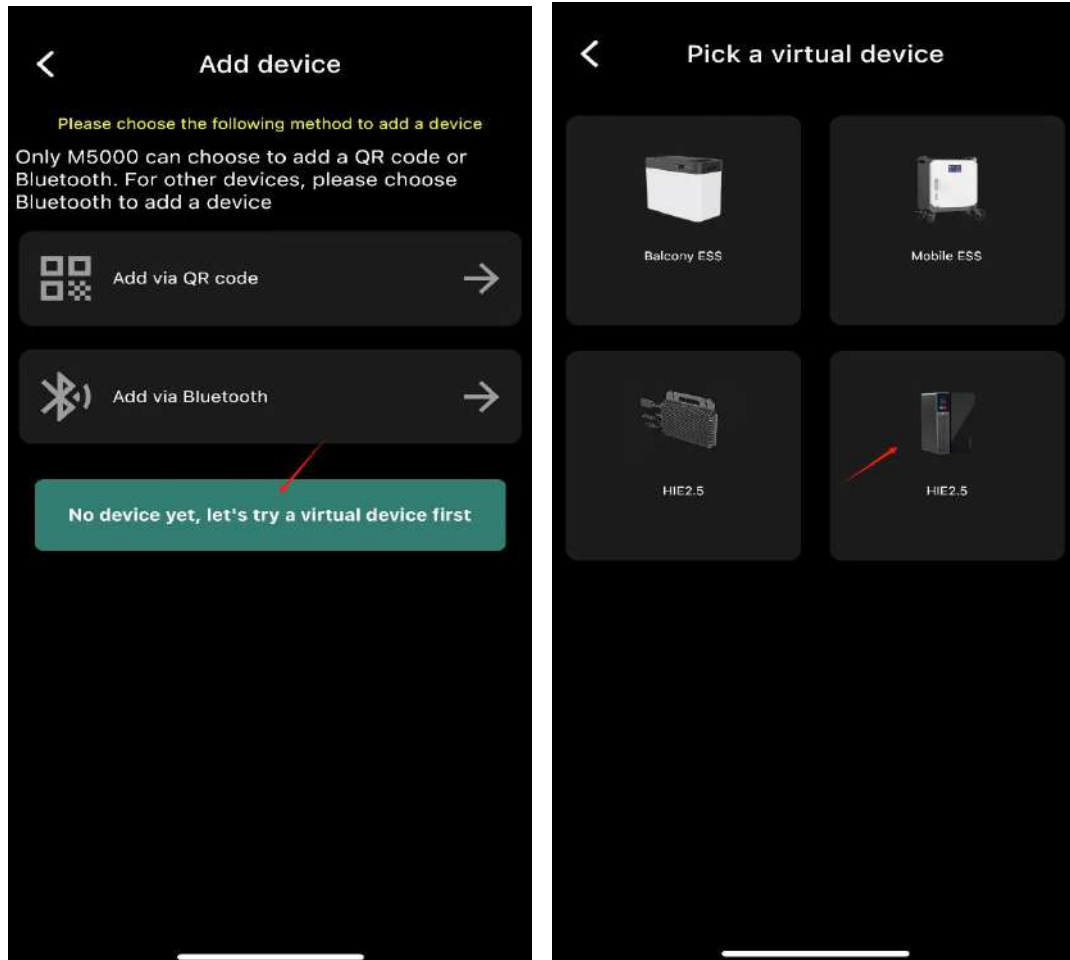 Add device
Please choose the following method to add a device
Only M5000 can choose to add a QR code or
Bluetooth. For other devices, please choose
Bluetooth to add a device
Add via QR code
Add via Bluetooth
No device yet, let's try a virtual device first
Pick a virtual device
Balcony ESS
Mobile ESS
HIE2.5
HIE2.5